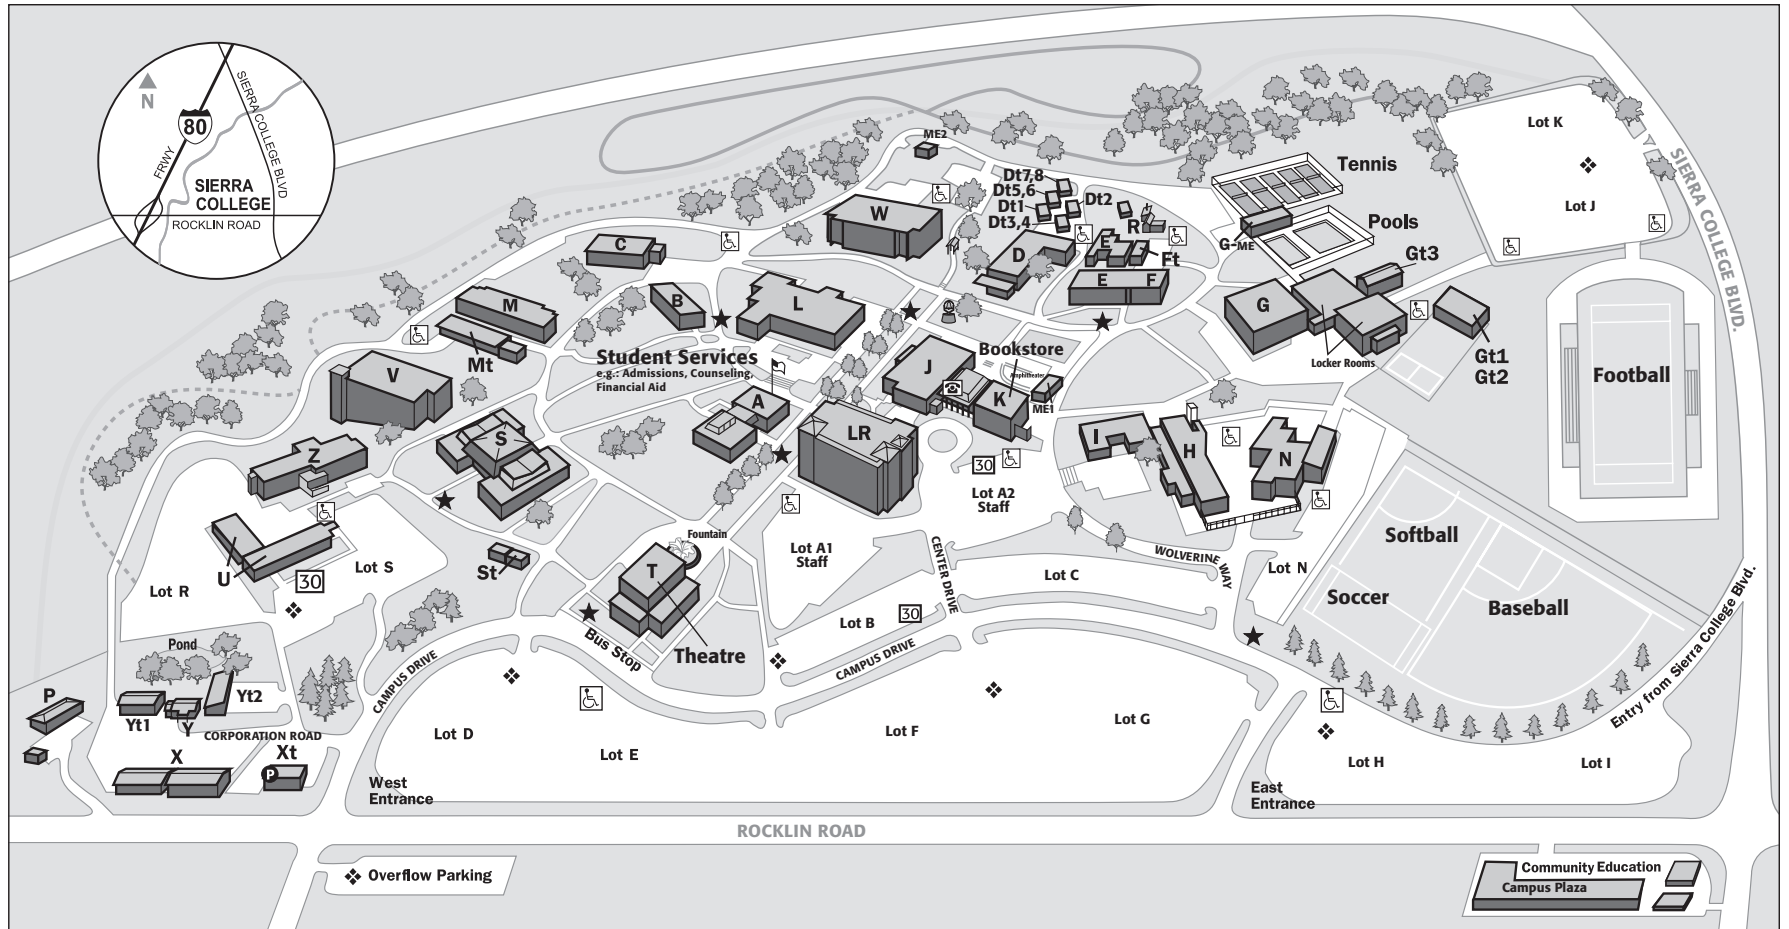 N
80
FRWY
SIERRA COLLEGE BLVD
SIERRA
COLLEGE
ROCKLIN ROAD
ME2
Lot K
SIERRA COLLEGE BLVD.
Tennis
Dt7,8
Dt5,6
Dt1
Dt2
Dt3,4
Lot J
W
R
Pools
C
D
E
G-ME
Ft
Gt3
E
F
B
M
L
G
Mt
Student Services
e.g.: Admissions, Counseling,
Financial Aid
Bookstore
Amphitheater
Locker Rooms
Gt1
Gt2
J
Football
V
A
K
ME1
LR
I
H
N
S
Z
30
Lot A2
Staff
Fountain
Softball
Lot A1
Staff
CENTER DRIVE
WOLVERINE WAY
U
30
Lot S
St
T
Lot C
Lot N
Lot R
Soccer
Baseball
30
Lot B
Bus Stop
Theatre
CAMPUS DRIVE
CAMPUS DRIVE
Entry from Sierra College Blvd.
Pond
P
Yt1
Y
Yt2
CORPORATION ROAD
X
Xt
P
Lot D
Lot E
Lot F
Lot G
Lot H
Lot I
West
Entrance
East
Entrance
ROCKLIN ROAD
Overflow Parking
Community Education
Campus Plaza